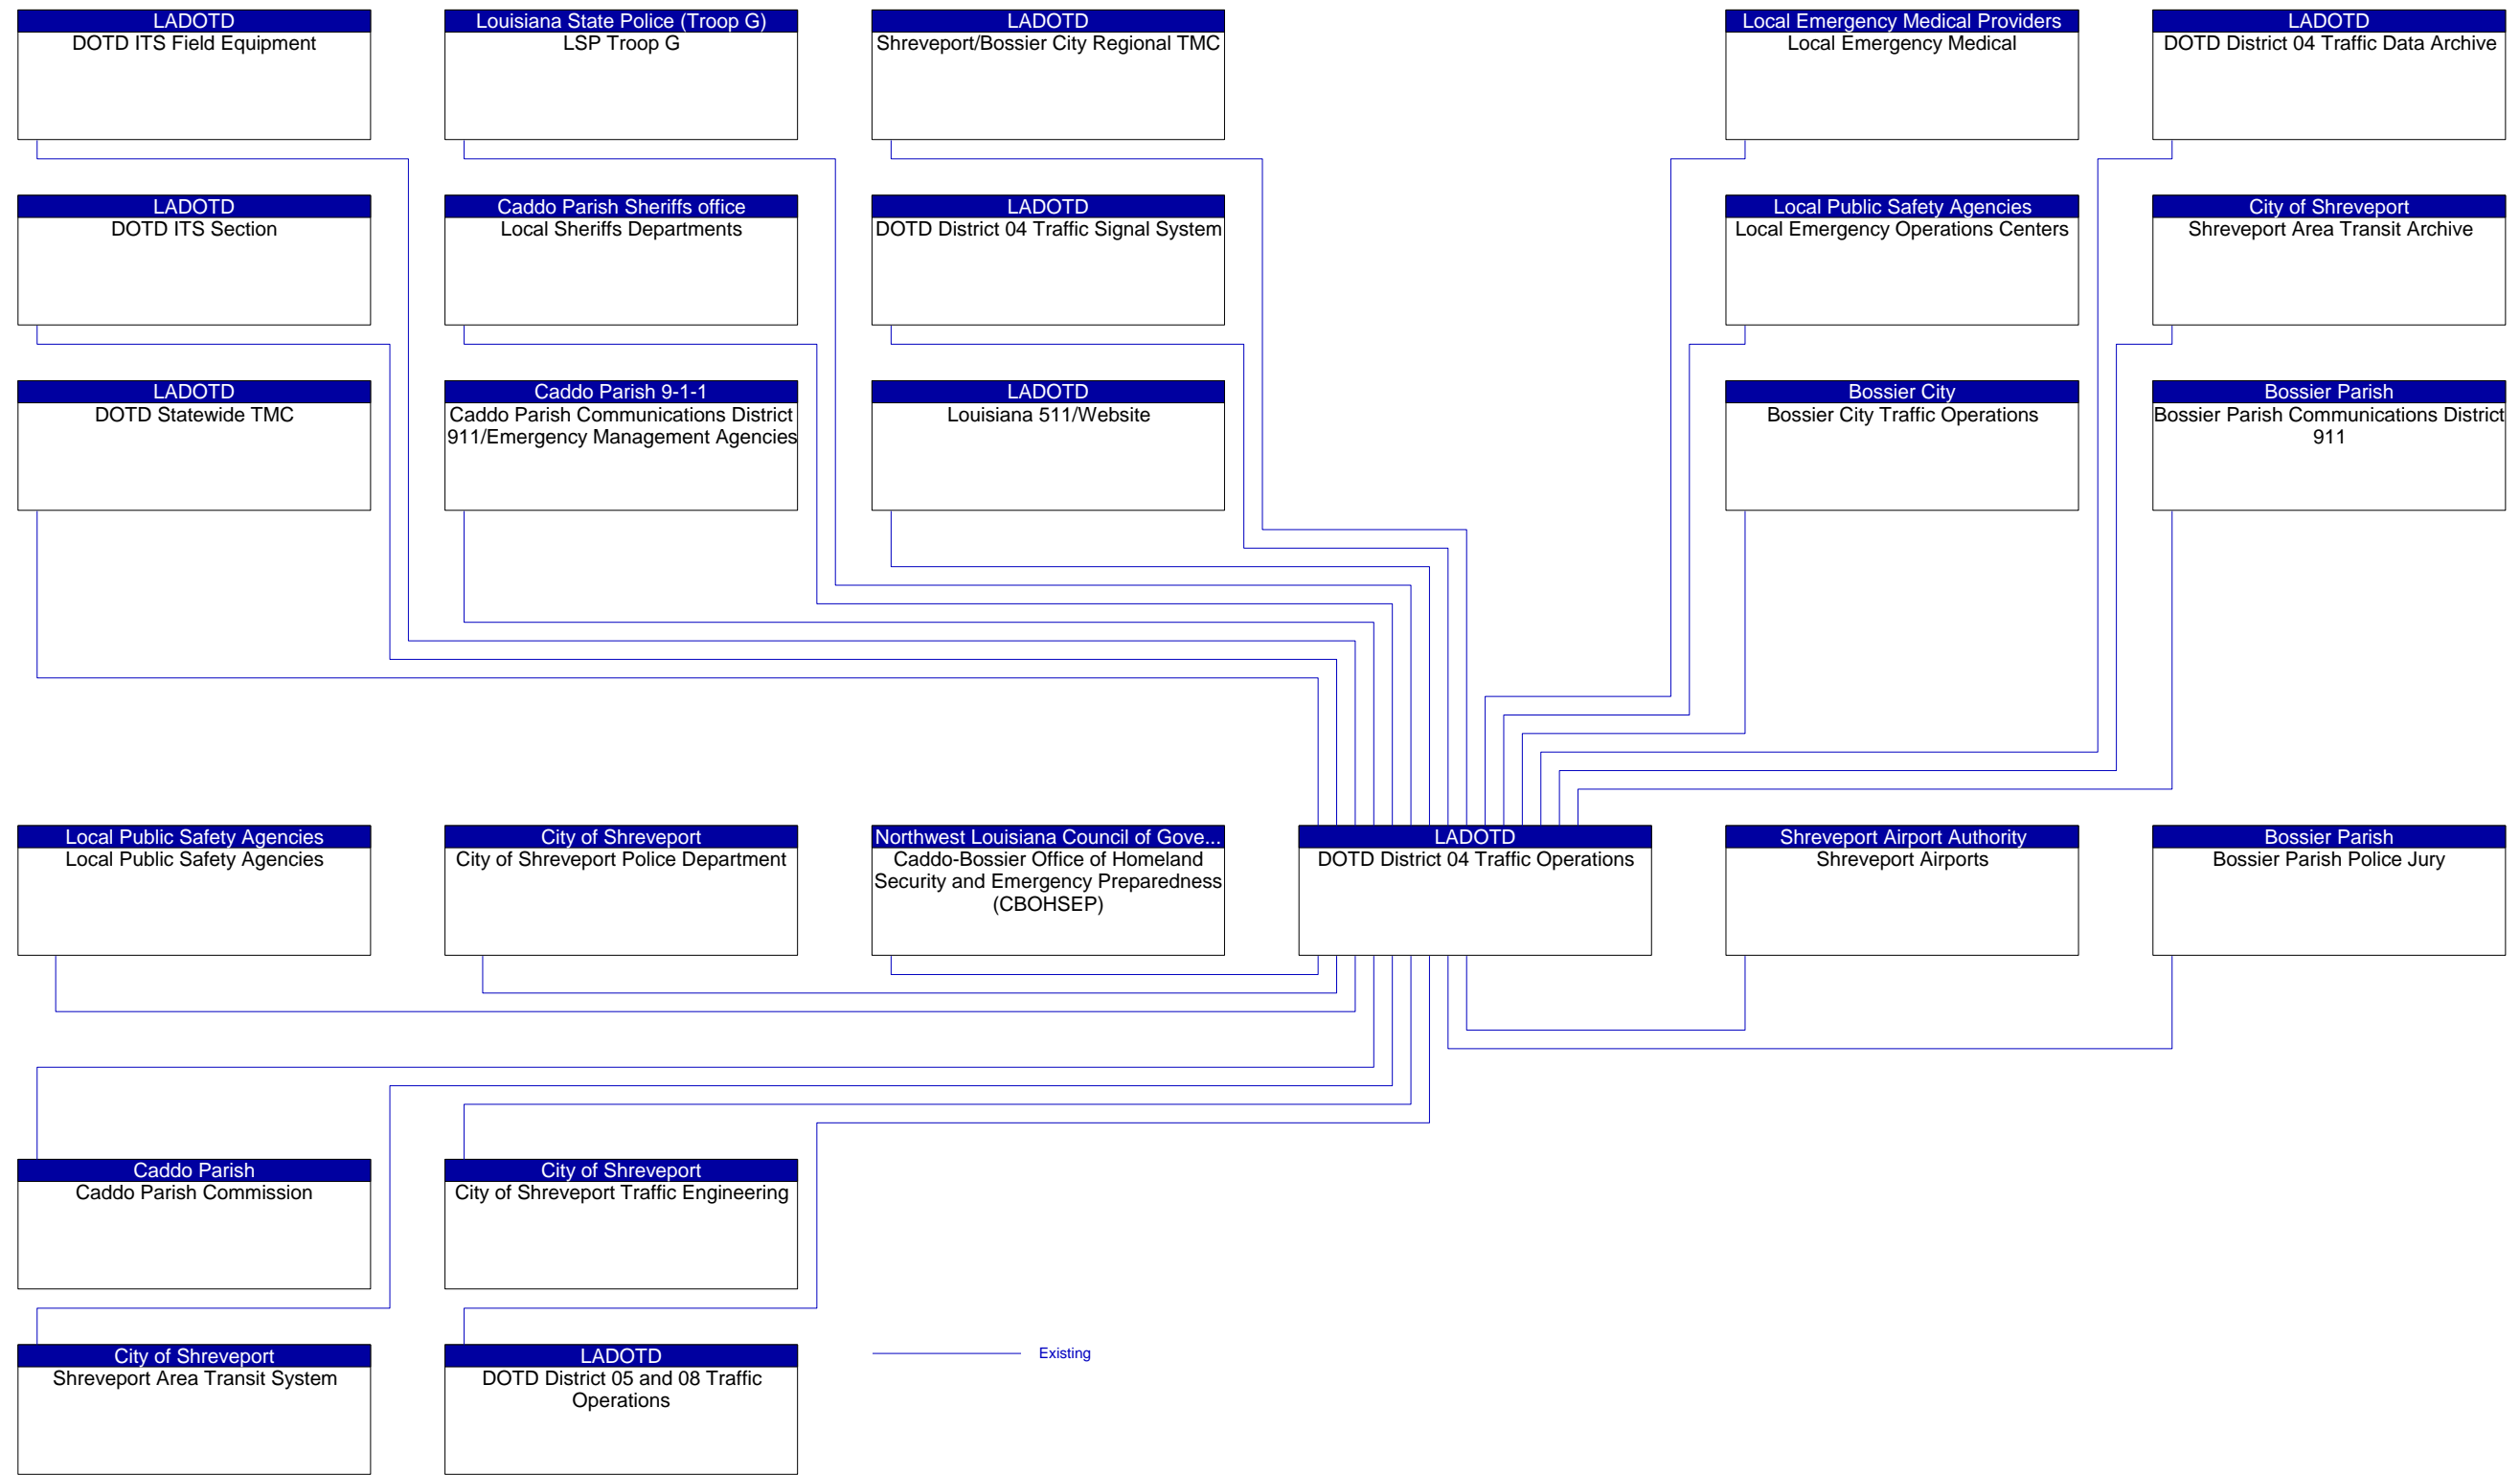 LADOTD
DOTD ITS Field Equipment
Louisiana State Police (Troop G)
LSP Troop G
LADOTD
Shreveport/Bossier City Regional TMC
Local Emergency Medical Providers
Local Emergency Medical
LADOTD
DOTD District 04 Traffic Data Archive
LADOTD
DOTD ITS Section
Caddo Parish Sheriffs office
Local Sheriffs Departments
LADOTD
DOTD District 04 Traffic Signal System
Local Public Safety Agencies
Local Emergency Operations Centers
City of Shreveport
Shreveport Area Transit Archive
LADOTD
DOTD Statewide TMC
Caddo Parish 9-1-1
Caddo Parish Communications District
911/Emergency Management Agencies
LADOTD
Louisiana 511/Website
Bossier City
Bossier City Traffic Operations
Bossier Parish
Bossier Parish Communications District
911
Local Public Safety Agencies
Local Public Safety Agencies
City of Shreveport
City of Shreveport Police Department
Northwest Louisiana Council of Gove...
Caddo-Bossier Office of Homeland
Security and Emergency Preparedness
(CBOHSEP)
LADOTD
DOTD District 04 Traffic Operations
Shreveport Airport Authority
Shreveport Airports
Bossier Parish
Bossier Parish Police Jury
Caddo Parish
Caddo Parish Commission
City of Shreveport
City of Shreveport Traffic Engineering
City of Shreveport
Shreveport Area Transit System
LADOTD
DOTD District 05 and 08 Traffic
Operations
Existing